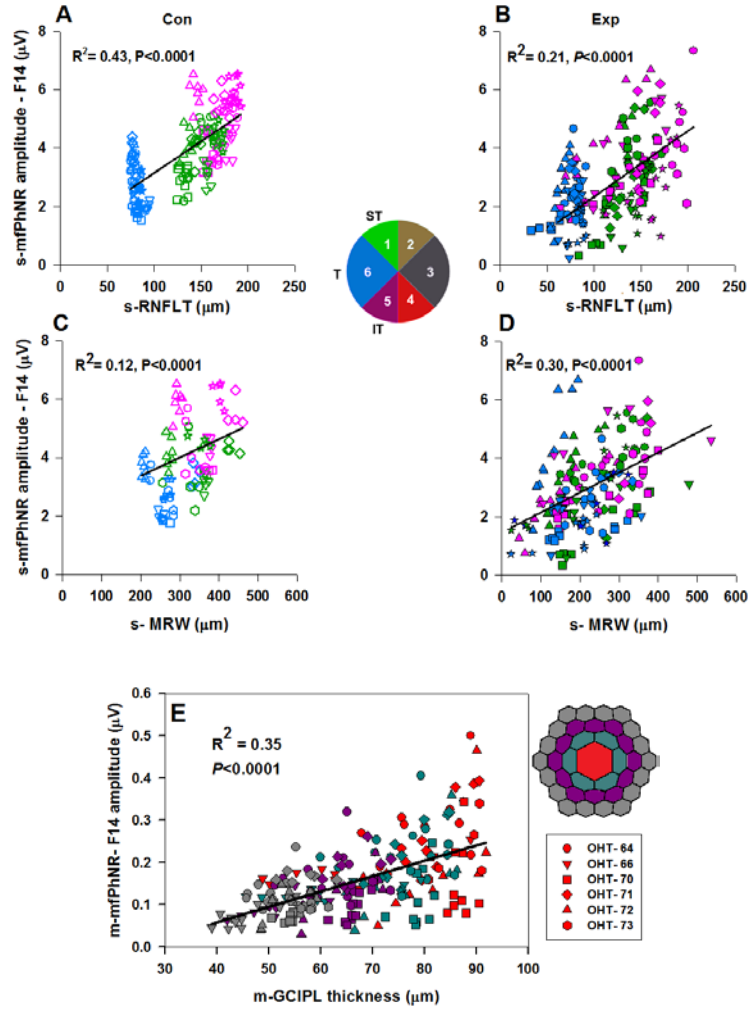 A
Con
R²= 0.43, P<0.0001
s-mfPhNR amplitude - F14 (µV)
8
6
4
2
0
0 50 100 150 200 250
s-RNFLT (µm)
B
Exp
R²= 0.21, P<0.0001
8
6
4
2
0
0 50 100 150 200 250
s-RNFLT (µm)
ST
T
IT
1
2
3
4
5
6
C
R²= 0.12, P<0.0001
s-mfPhNR amplitude - F14 (µV)
8
6
4
2
0
0 100 200 300 400 500 600
s- MRW (µm)
D
R²= 0.30, P<0.0001
8
6
4
2
0
0 100 200 300 400 500 600
s- MRW (µm)
E
R² = 0.35
P<0.0001
m-mfPhNR- F14 amplitude (µV)
0.6
0.5
0.4
0.3
0.2
0.1
0.0
30 40 50 60 70 80 90 100
m-GCIPL thickness (µm)
OHT- 64
OHT- 66
OHT- 70
OHT- 71
OHT- 72
OHT- 73